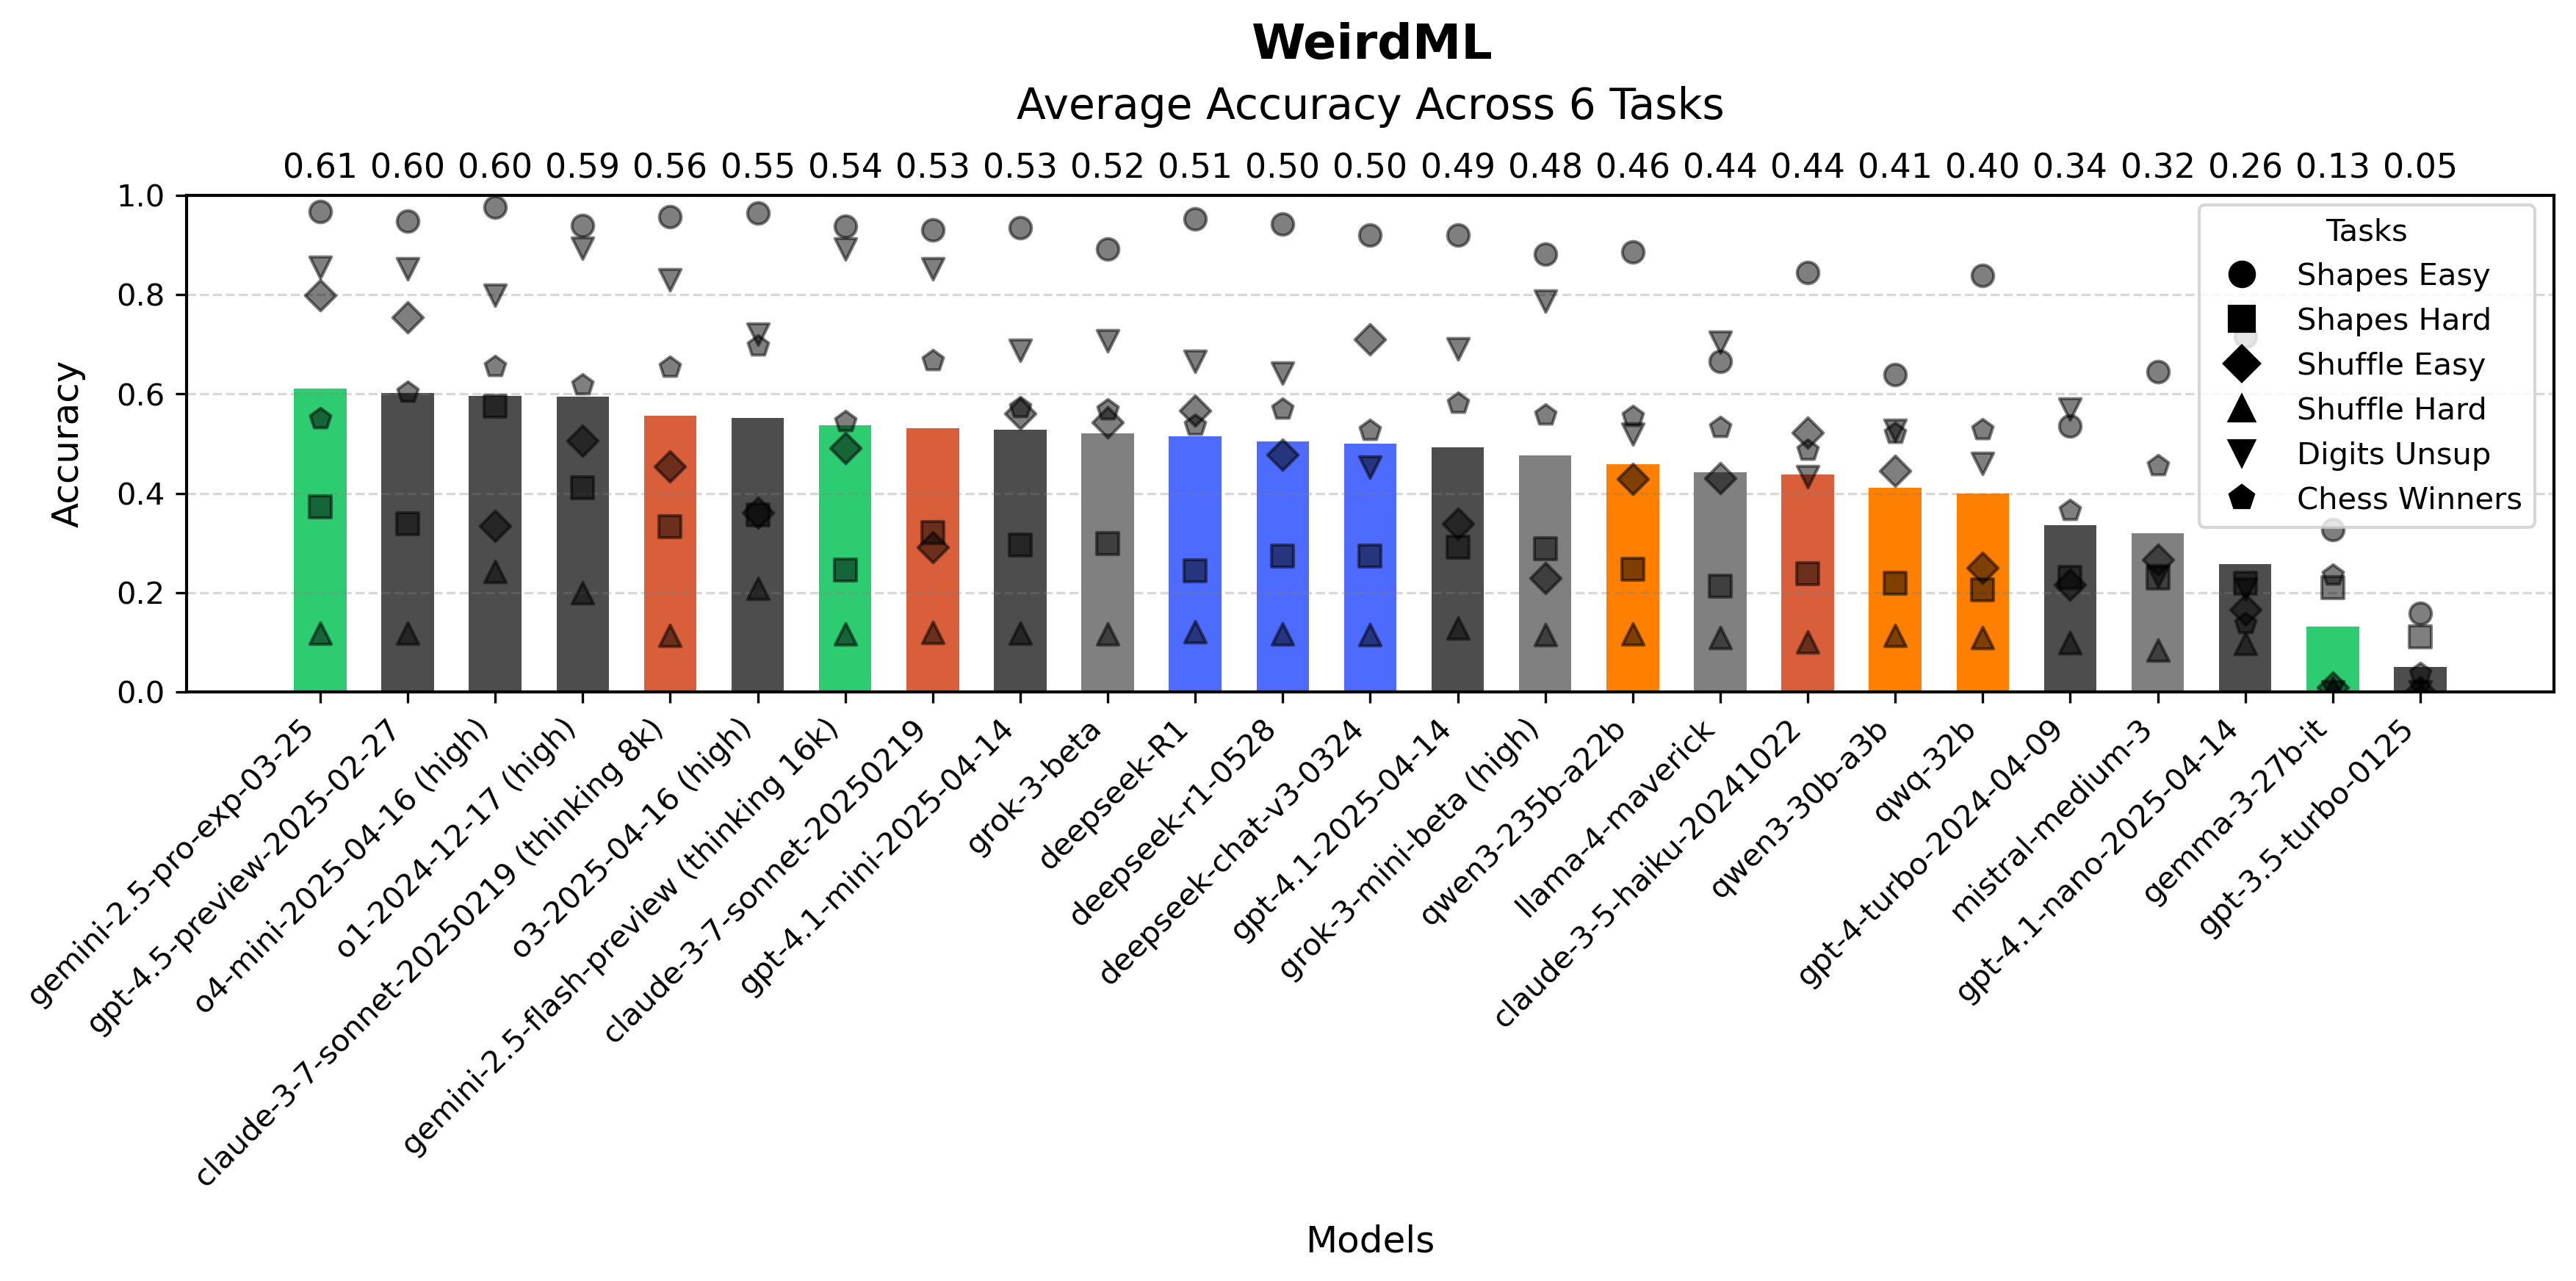 WeirdML
Average Accuracy Across 6 Tasks
0.61 0.60 0.60 0.59 0.56 0.55 0.54 0.53 0.53 0.52 0.51 0.50 0.50 0.49 0.48 0.46 0.44 0.44 0.41 0.40 0.34 0.32 0.26 0.13 0.05
Accuracy
1.0
0.8
0.6
0.4
0.2
0.0
Tasks
Shapes Easy
Shapes Hard
Shuffle Easy
Shuffle Hard
Digits Unsup
Chess Winners
gemini-2.5-pro-exp-03-25
gpt-4.5-preview-2025-02-27
o4-mini-2025-04-16 (high)
o1-2024-12-17 (high)
claude-3-7-sonnet-20250219 (thinking 8k)
o3-2025-04-16 (high)
gemini-2.5-flash-preview (thinking 16k)
claude-3-7-sonnet-20250219
gpt-4.1-mini-2025-04-14
grok-3-beta
deepseek-R1
deepseek-r1-0528
deepseek-chat-v3-0324
gpt-4.1-2025-04-14
grok-3-mini-beta (high)
qwen3-235b-a22b
llama-4-maverick
claude-3-5-haiku-20241022
qwen3-30b-a3b
qwq-32b
gpt-4-turbo-2024-04-09
mistral-medium-3
gpt-4.1-nano-2025-04-14
gemma-3-27b-it
gpt-3.5-turbo-0125
Models